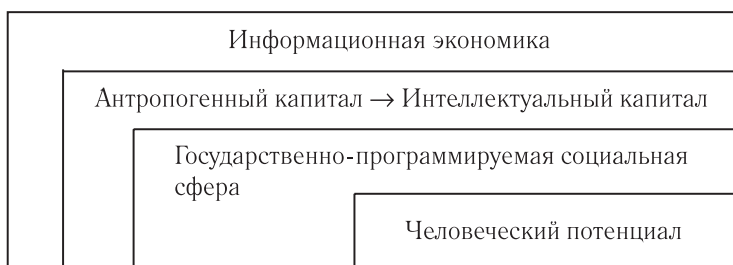 Информационная экономика
Антропогенный капитал → Интеллектуальный капитал
Государственно-программируемая социальная
сфера
Человеческий потенциал